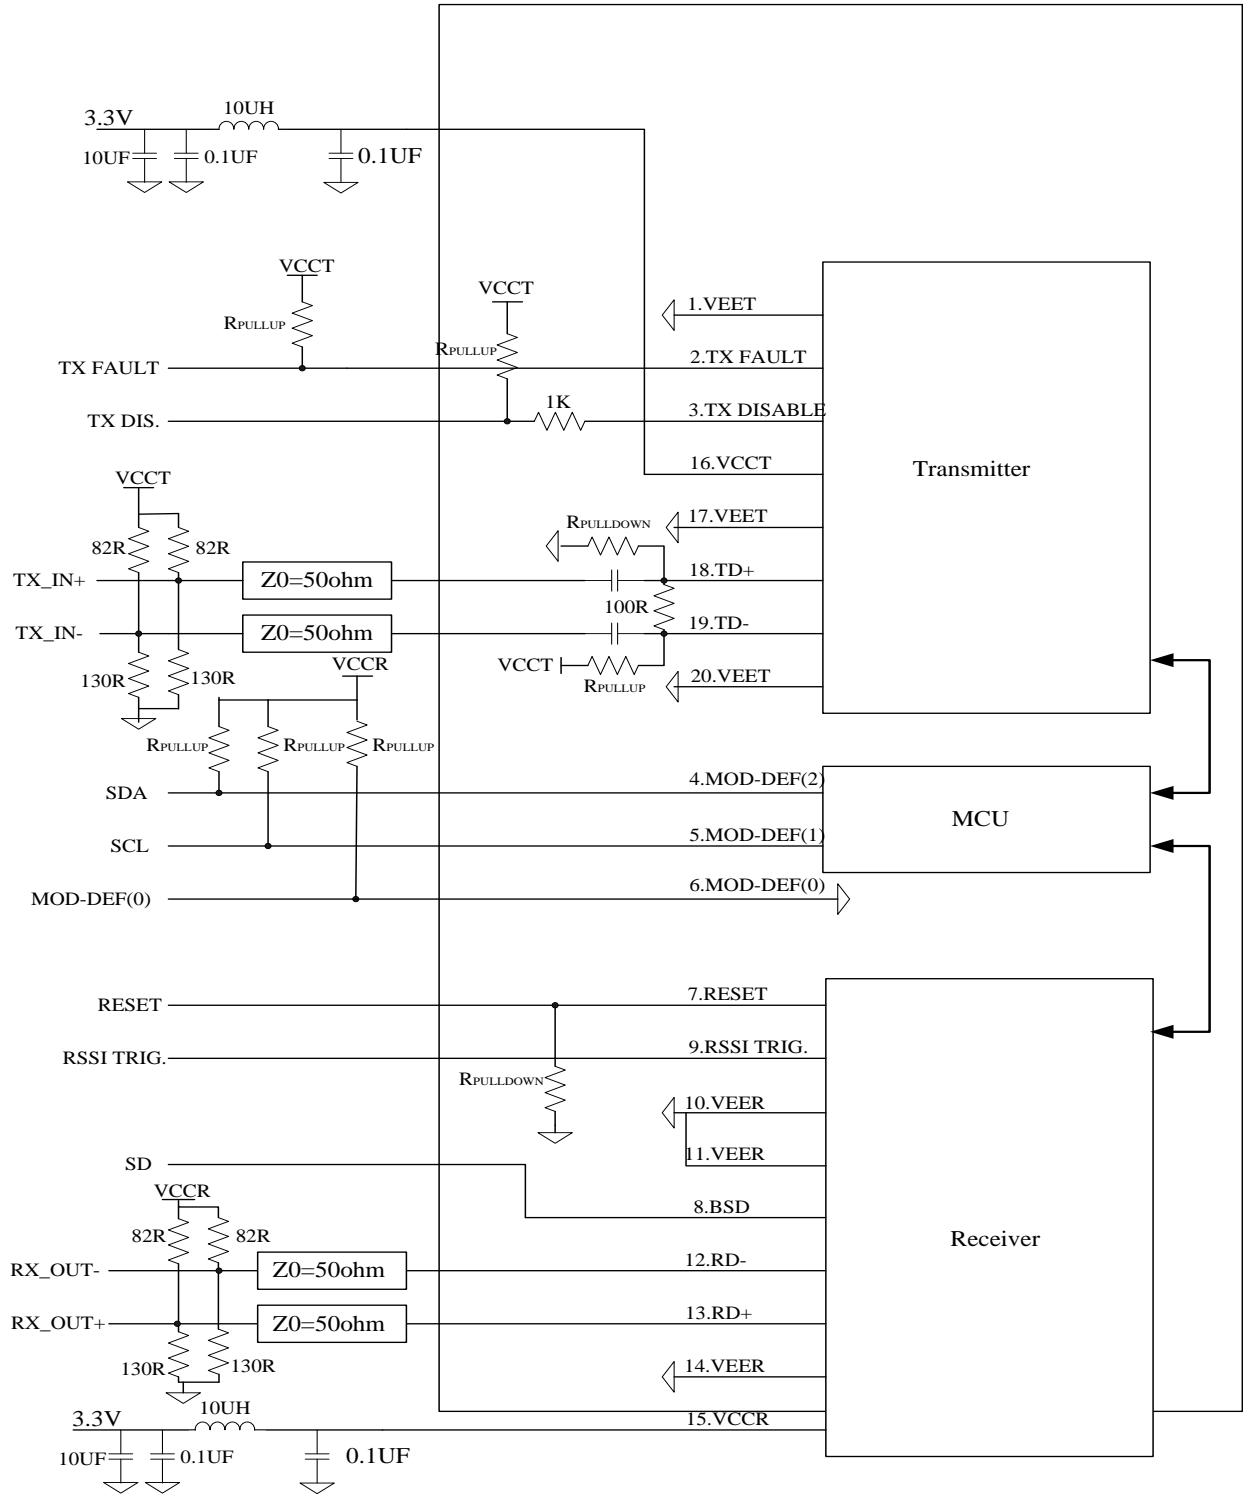 10UH
3.3V
10UF
0.1UF
0.1UF
VCCT
VCCT
1.VEET
RPULLUP
RPULLUP
TX FAULT
2.TX FAULT
1K
TX DIS.
3.TX DISABLE
16.VCCT
Transmitter
VCCT
17.VEET
RPULLDOWN
82R
82R
TX_IN+
Z0=50ohm
18.TD+
100R
TX_IN-
Z0=50ohm
19.TD-
VCCR
VCCT
130R
130R
RPULLUP
20.VEET
RPULLUP
RPULLUP
RPULLUP
SDA
4.MOD-DEF(2)
MCU
SCL
5.MOD-DEF(1)
MOD-DEF(0)
6.MOD-DEF(0)
RESET
7.RESET
RSSI TRIG.
9.RSSI TRIG.
RPULLDOWN
10.VEER
11.VEER
SD
VCCR
8.BSD
82R
82R
Receiver
RX_OUT-
Z0=50ohm
12.RD-
RX_OUT+
Z0=50ohm
13.RD+
130R
130R
14.VEER
10UH
3.3V
15.VCCR
10UF
0.1UF
0.1UF